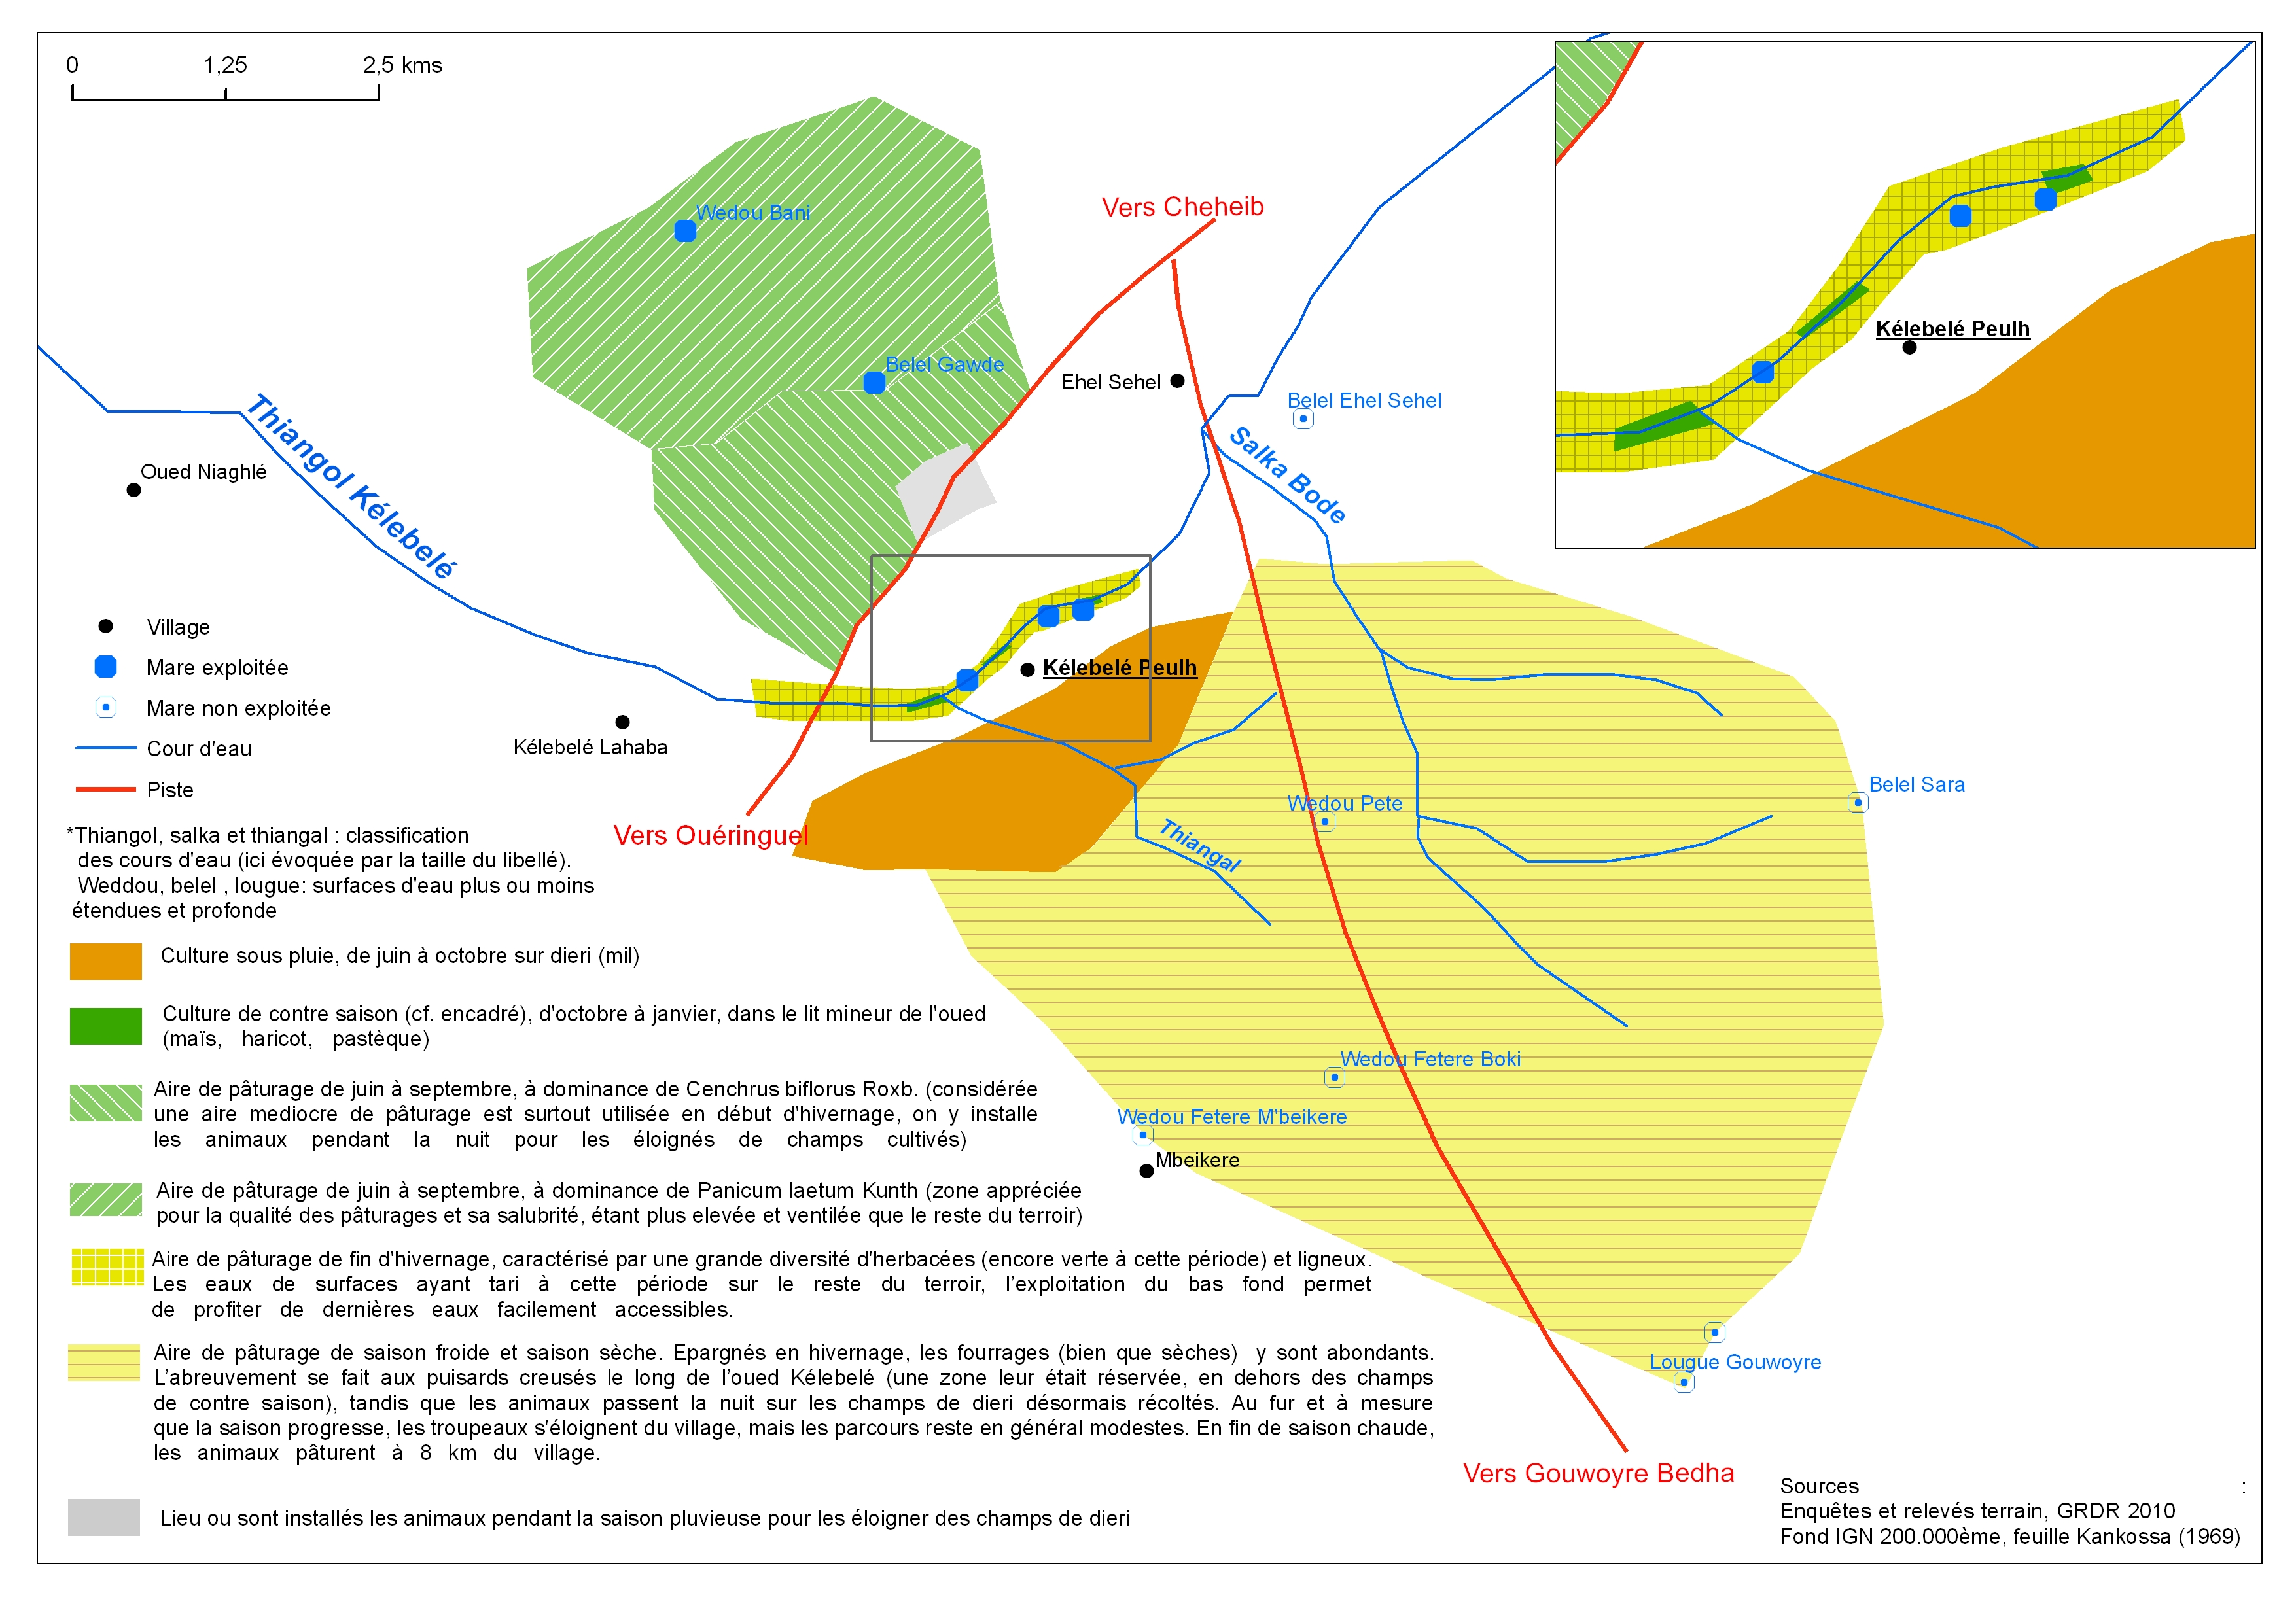 0 1,25 2,5 kms
Vers Cheheib
Wedou Bani
Belel Gawde
Ehel Sehel
Belel Ehel Sehel
Salka Bode
Thiangol Kélebelé
Oued Niaghlé
Kélebelé Peulh
Kélebelé Peulh
Kélebelé Lahaba
Vers Ouéringuel
Wedou Pete
Thiangal
Belel Sara
Wedou Fetere Boki
Wedou Fetere M'beikere
Mbeikere
Lougue Gouwoyre
Vers Gouwoyre Bedha
Village
Mare exploitée
Mare non exploitée
Cour d'eau
Piste
*Thiangol, salka et thiangal : classification
des cours d'eau (ici évoquée par la taille du libellé).
Weddou, belel , lougue: surfaces d'eau plus ou moins
étendues et profonde
Culture sous pluie, de juin à octobre sur dieri (mil)
Culture de contre saison (cf. encadré), d'octobre à janvier, dans le lit mineur de l'oued
(maïs, haricot, pastèque)
Aire de pâturage de juin à septembre, à dominance de Cenchrus biflorus Roxb. (considérée
une aire mediocre de pâturage est surtout utilisée en début d'hivernage, on y installe
les animaux pendant la nuit pour les éloignés de champs cultivés)
Aire de pâturage de juin à septembre, à dominance de Panicum laetum Kunth (zone appréciée
pour la qualité des pâturages et sa salubrité, étant plus elevée et ventilée que le reste du terroir)
Aire de pâturage de fin d'hivernage, caractérisé par une grande diversité d'herbacées (encore verte à cette période) et ligneux.
Les eaux de surfaces ayant tari à cette période sur le reste du terroir, l'exploitation du bas fond permet
de profiter de dernières eaux facilement accessibles.
Aire de pâturage de saison froide et saison sèche. Epargnés en hivernage, les fourrages (bien que sèches) y sont abondants.
L'abreuvement se fait aux puisards creusés le long de l'oued Kélebelé (une zone leur était réservée, en dehors des champs
de contre saison), tandis que les animaux passent la nuit sur les champs de dieri désormais récoltés. Au fur et à mesure
que la saison progresse, les troupeaux s'éloignent du village, mais les parcours reste en général modestes. En fin de saison chaude,
les animaux pâturent à 8 km du village.
Lieu ou sont installés les animaux pendant la saison pluvieuse pour les éloigner des champs de dieri
Sources :
Enquêtes et relevés terrain, GRDR 2010
Fond IGN 200.000ème, feuille Kankossa (1969)